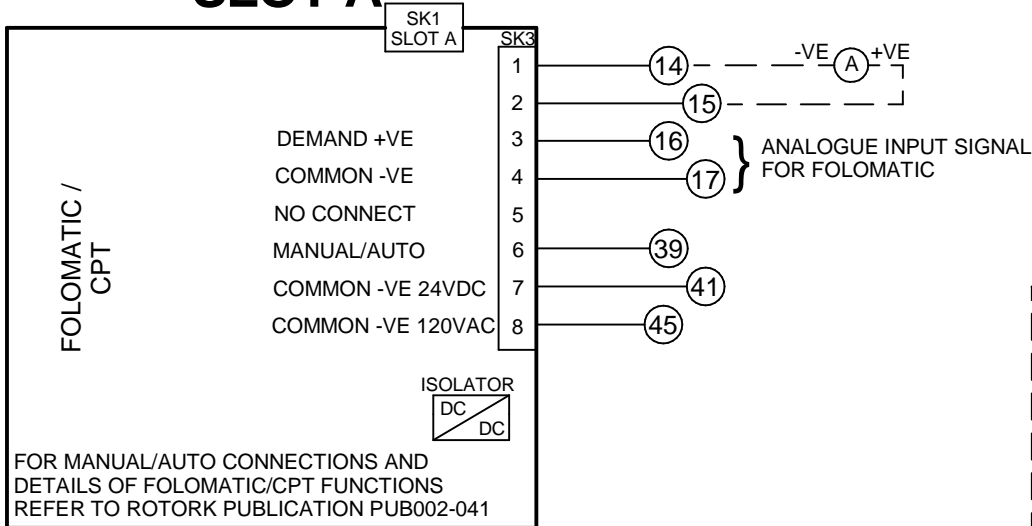 SLOT A
SK1
SLOT A
SK3
1
14
-VE
A
+VE
2
15
DEMAND +VE
3
16
COMMON -VE
4
17
}
ANALOGUE INPUT SIGNAL
FOR FOLOMATIC
NO CONNECT
5
MANUAL/AUTO
6
39
COMMON -VE 24VDC
7
41
COMMON -VE 120VAC
8
45
FOLOMATIC /
CPT
ISOLATOR
DC
DC
FOR MANUAL/AUTO CONNECTIONS AND
DETAILS OF FOLOMATIC/CPT FUNCTIONS
REFER TO ROTORK PUBLICATION PUB002-041